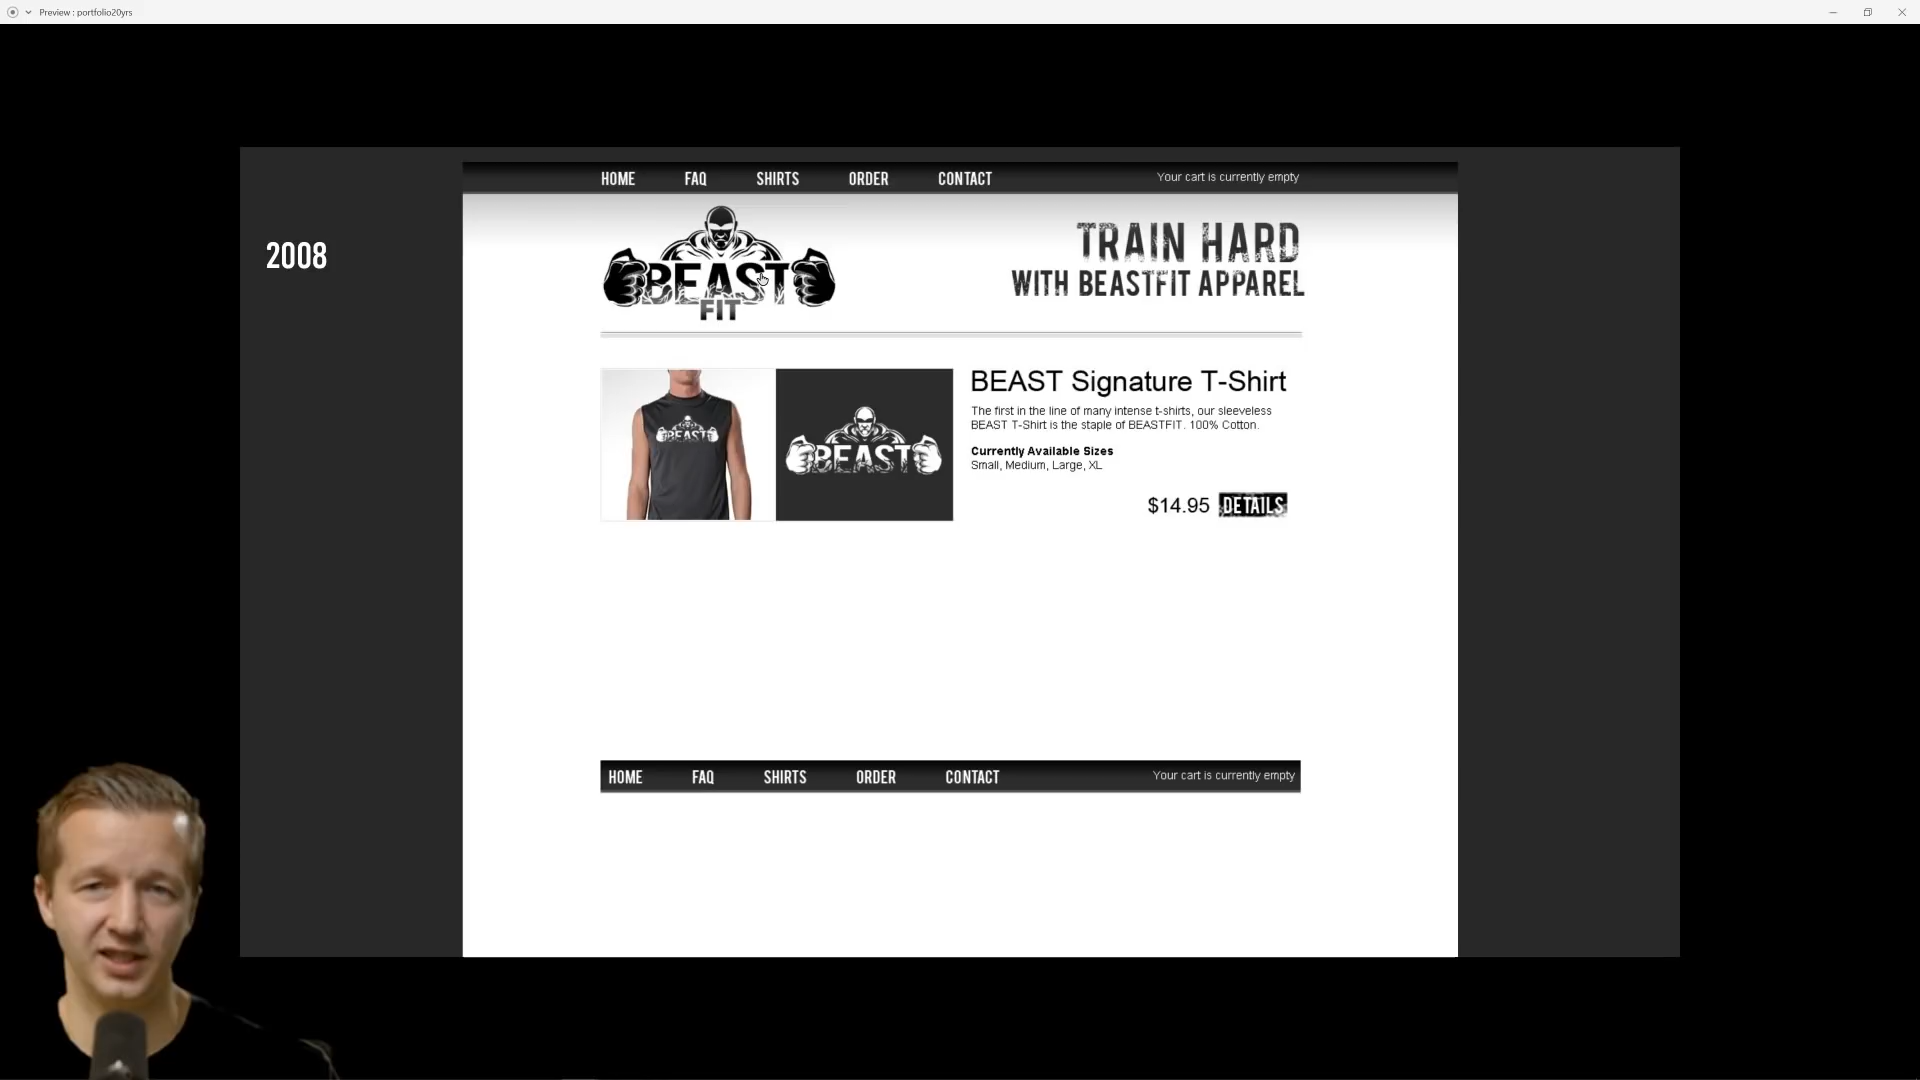 Preview : portfolio20yrs
HOME FAQ SHIRTS ORDER CONTACT Your cart is currently empty
2008
BEAST
FIT
TRAIN HARD
WITH BEASTFIT APPAREL
BEAST
BEAST
BEAST Signature T-Shirt
The first in the line of many intense t-shirts, our sleeveless
BEAST T-Shirt is the staple of BEASTFIT. 100% Cotton.
Currently Available Sizes
Small, Medium, Large, XL
$14.95 DETAILS
HOME FAQ SHIRTS ORDER CONTACT Your cart is currently empty